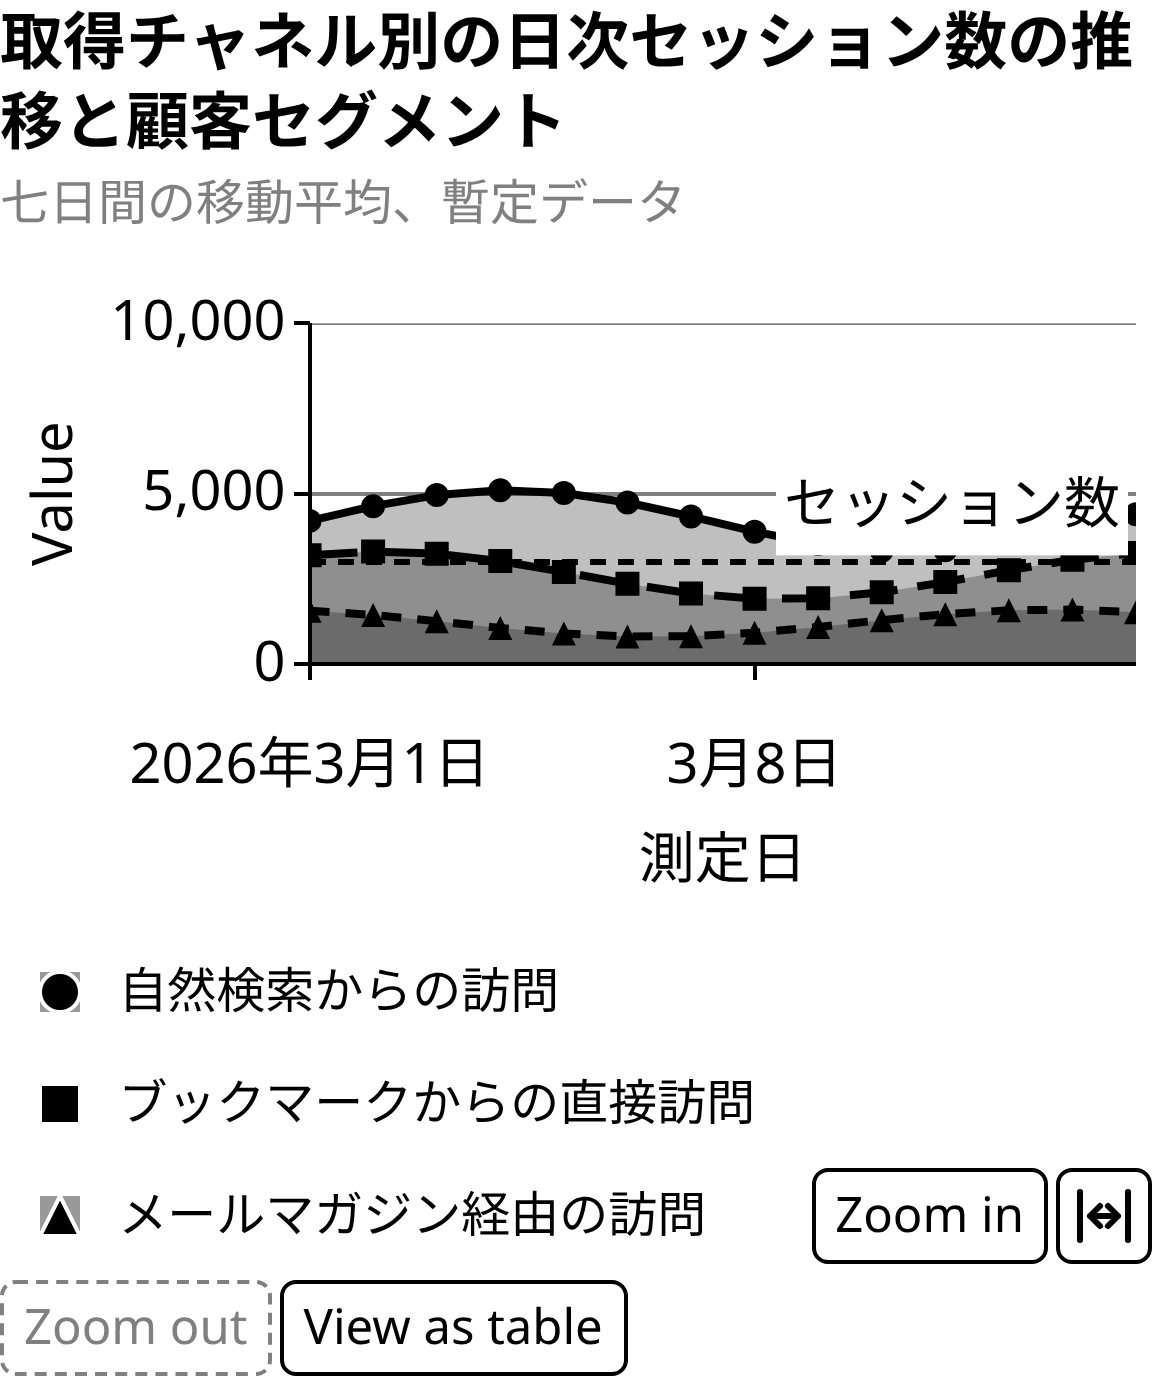 取得チャネル別の日次セッション数の推
移と顧客セグメント
七日間の移動平均、暫定データ
10,000
5,000
0
Value
セッション数
2026年3月1日
3月8日
測定日
自然検索からの訪問
ブックマークからの直接訪問
メールマガジン経由の訪問
Zoom in
Zoom out
View as table